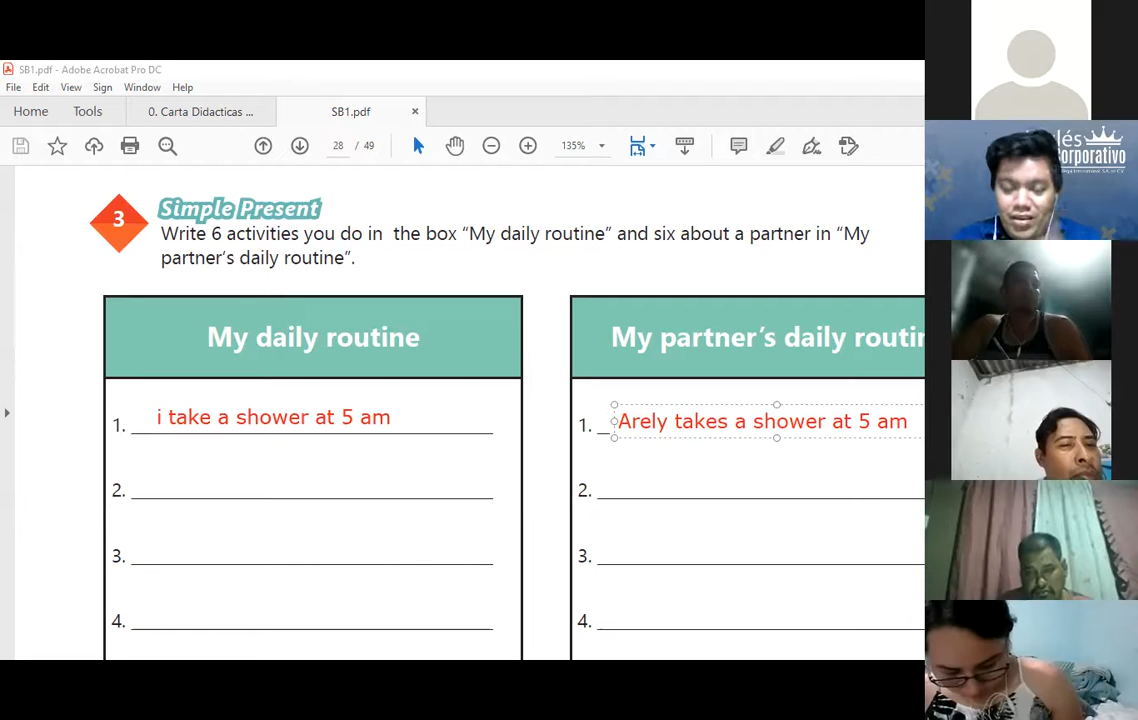 SB1.pdf - Adobe Acrobat Pro DC
File Edit View Sign Window Help
Home Tools 0. Carta Didacticas ... SB1.pdf ×
28 / 49 135%
3 Simple Present
Write 6 activities you do in the box “My daily routine” and six about a partner in “My
partner’s daily routine”.
My daily routine
1. i take a shower at 5 am
2.
3.
4.
My partner’s daily routin
1. Arely takes a shower at 5 am
2.
3.
4.
lés
orporativo